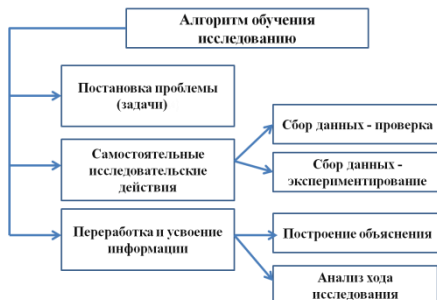 Алгоритм обучения
исследованию
Постановка проблемы
(задачи)
Сбор данных - проверка
Самостоятельные
исследовательские
действия
Сбор данных -
экспериментирование
Переработка и усвоение
информации
Построение объяснения
Анализ хода
исследования